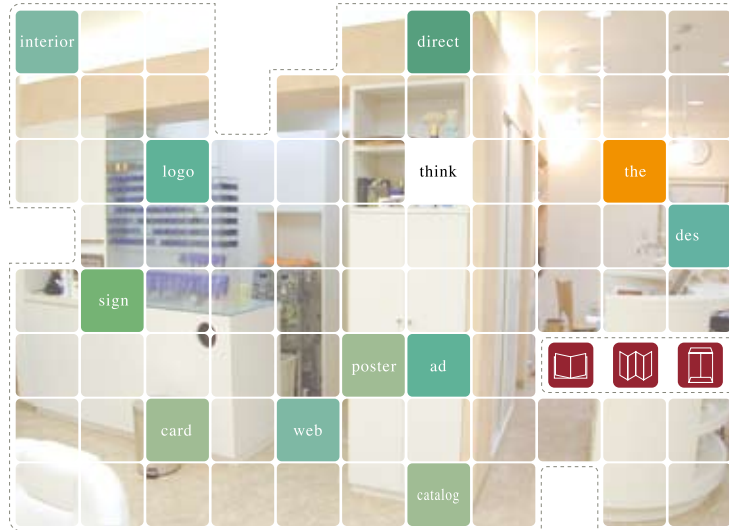 interior
direct
logo
think
the
des
sign
poster
ad
card
web
catalog